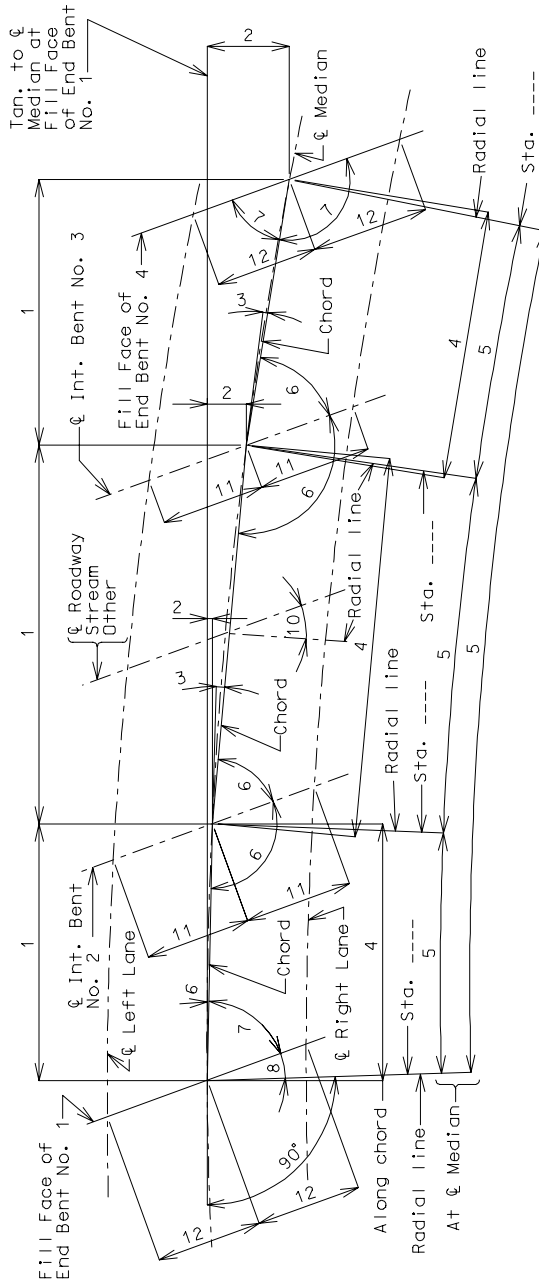 Fill Face of
End Bent No. 1
℄ Int. Bent
No. 2
℄ Left Lane
℄ Roadway
Stream
Other
℄ Int. Bent No. 3
Fill Face of
End Bent No. 4
Tan. to ℄
Median at
Fill Face
of End Bent
No. 1
1
1
1
2
2
2
3
3
℄ Median
Chord
Chord
Chord
6
6
6
6
6
7
7
7
8
90°
10
11
11
11
11
12
12
12
12
℄ Right Lane
4
4
4
5
5
5
5
Along chord
Radial line
At ℄ Median
Sta. ----
Radial line
Sta. ----
Radial line
Sta. ----
Radial line
Sta. ----